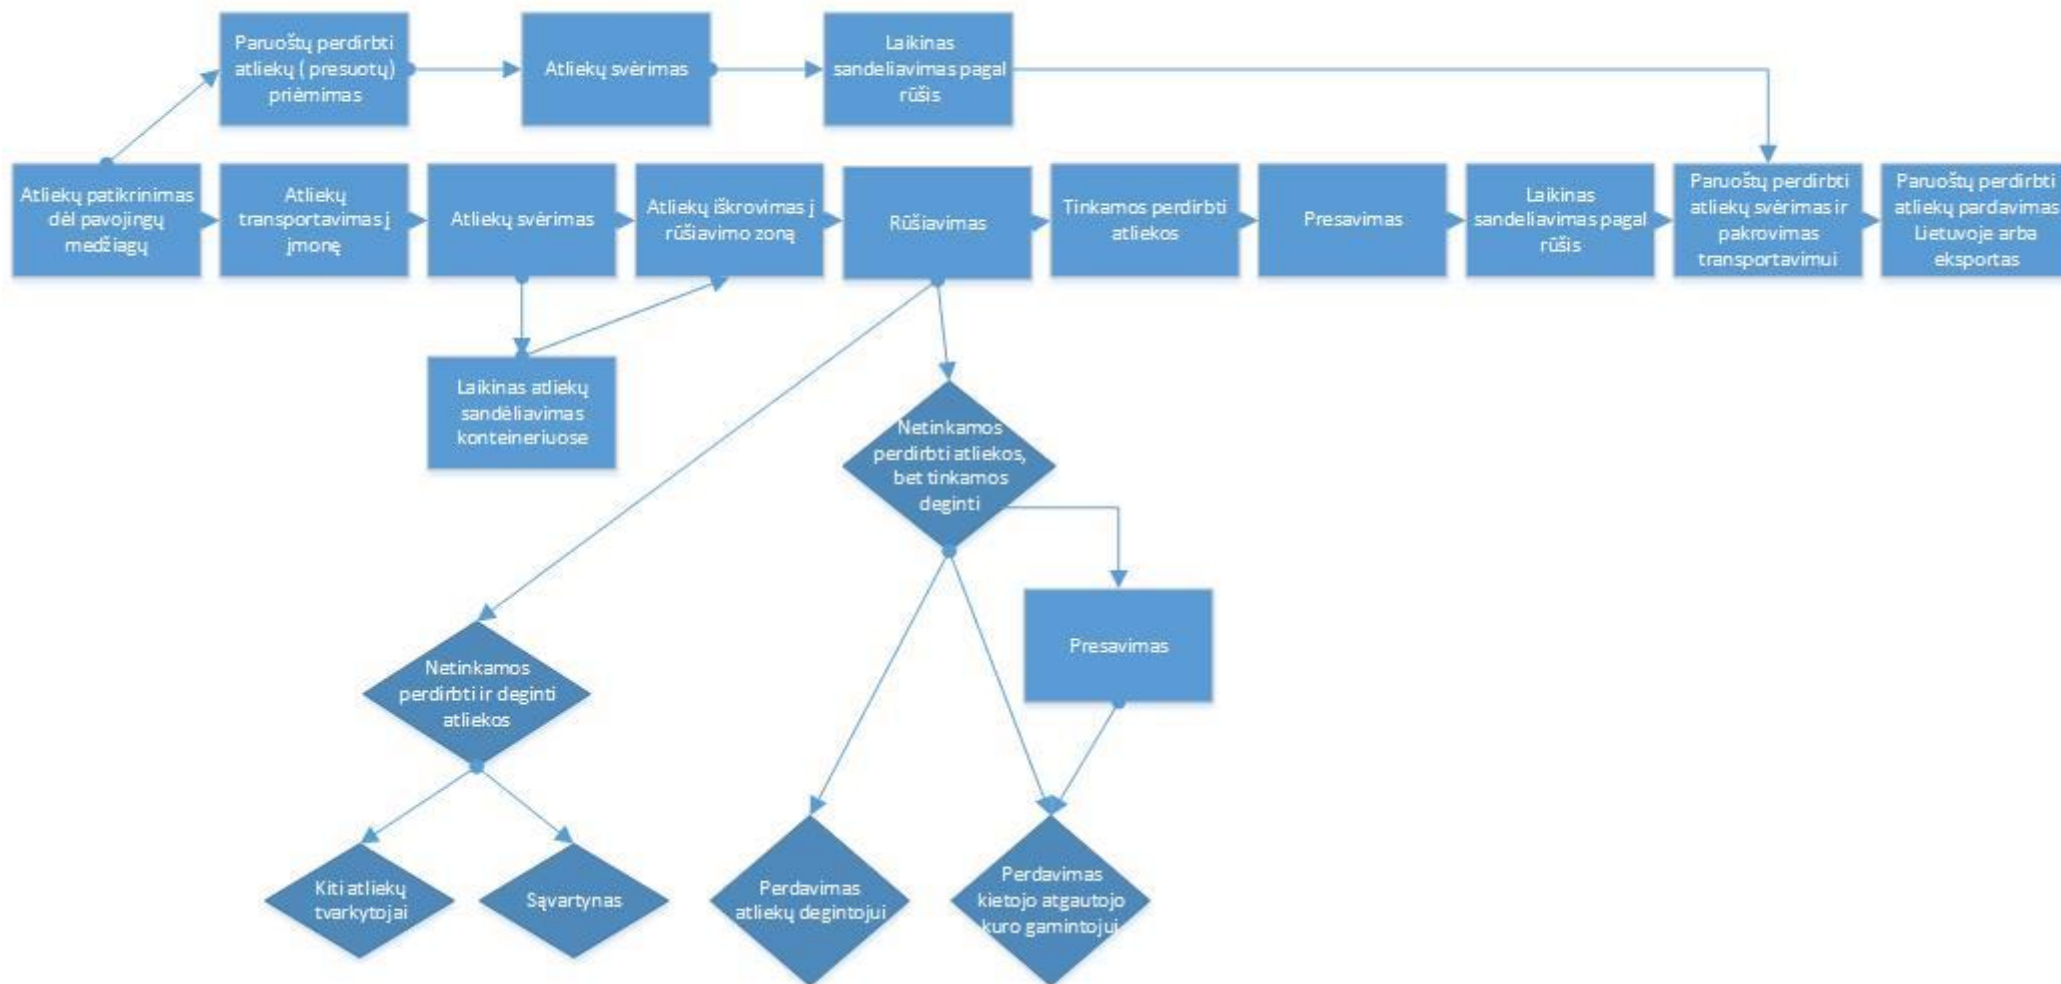 Paruoštų perdirbti
atliekų ( presuotų)
priėmimas
Atliekų svėrimas
Laikinas
sandeliavimas pagal
rūšis
Atliekų patikrinimas
dėl pavojingų
medžiagų
Atliekų
transportavimas į
įmonę
Atliekų svėrimas
Atliekų iškrovimas į
rūšiavimo zoną
Rūšiavimas
Tinkamos perdirbti
atliekos
Presavimas
Laikinas
sandeliavimas pagal
rūšis
Paruoštų perdirbti
atliekų svėrimas ir
pakrovimas
transportavimui
Paruoštų perdirbti
atliekų pardavimas
Lietuvoje arba
eksportas
Laikinas atliekų
sandėliavimas
konteineriuose
Netinkamos
perdirbti atliekos,
bet tinkamos
deginti
Presavimas
Netinkamos
perdirbti ir deginti
atliekos
Kiti atliekų
tvarkytojai
Sąvartynas
Perdavimas
atliekų degintojui
Perdavimas
kietojo atgautojo
kuro gamintojui